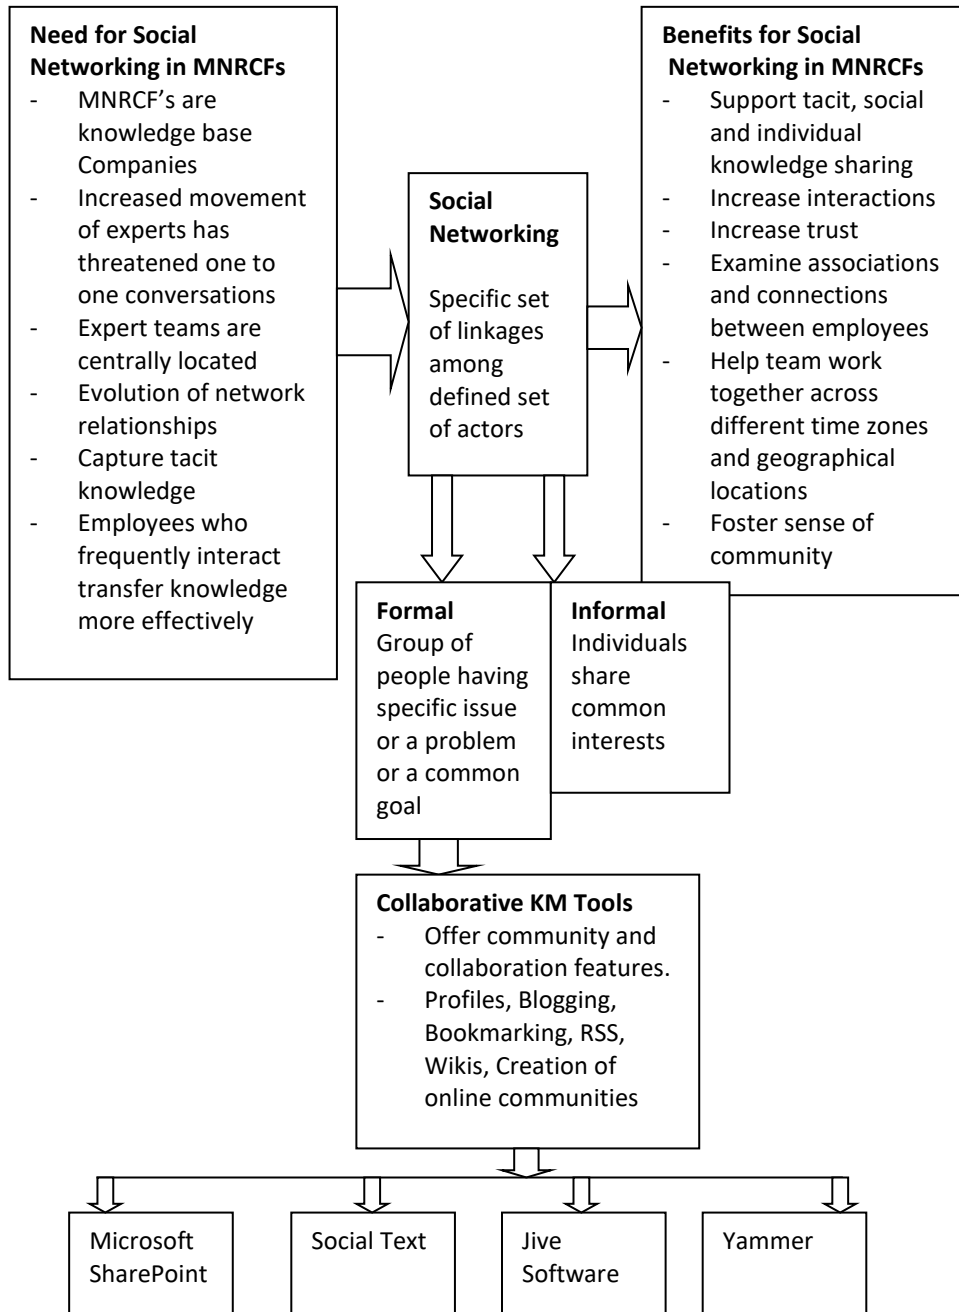 Need for Social
Networking in MNRCFs
- MNRCF's are
knowledge base
Companies
- Increased movement
of experts has
threatened one to
one conversations
- Expert teams are
centrally located
- Evolution of network
relationships
- Capture tacit
knowledge
- Employees who
frequently interact
transfer knowledge
more effectively
Social
Networking
Specific set
of linkages
among
defined set
of actors
Benefits for Social
Networking in MNRCFs
- Support tacit, social
and individual
knowledge sharing
- Increase interactions
- Increase trust
- Examine associations
and connections
between employees
- Help team work
together across
different time zones
and geographical
locations
- Foster sense of
community
Formal
Group of
people having
specific issue
or a problem
or a common
goal
Informal
Individuals
share
common
interests
Collaborative KM Tools
- Offer community and
collaboration features.
- Profiles, Blogging,
Bookmarking, RSS,
Wikis, Creation of
online communities
Microsoft
SharePoint
Social Text
Jive
Software
Yammer